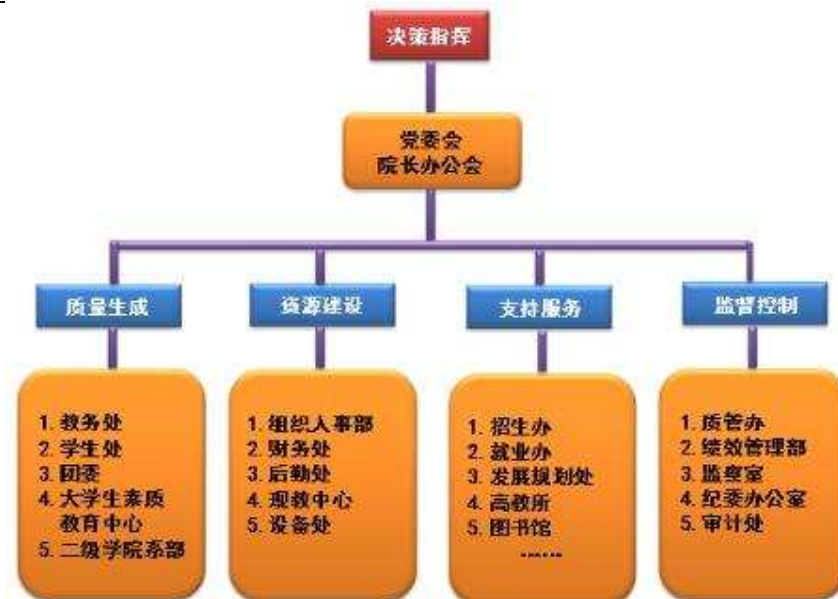 决策指挥
党委会
院长办公会
质量生成
资源建设
支持服务
监督控制
1. 教务处
2. 学生处
3. 团委
4. 大学生素质
教育中心
5. 二级学院系部
1. 组织人事部
2. 财务处
3. 后勤处
4. 现教中心
5. 设备处
1. 招生办
2. 就业办
3. 发展规划处
4. 高教所
5. 图书馆
……
1. 质管办
2. 绩效管理部
3. 监察室
4. 纪委办公室
5. 审计处